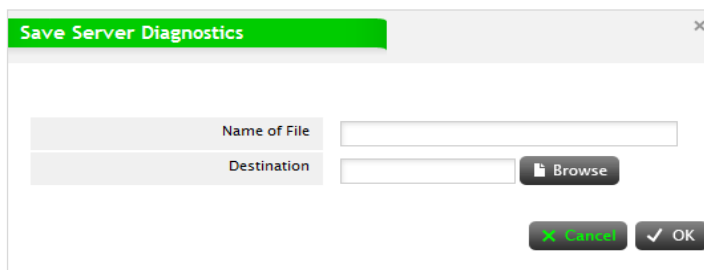 Save Server Diagnostics
Name of File
Destination
Browse
Cancel
OK